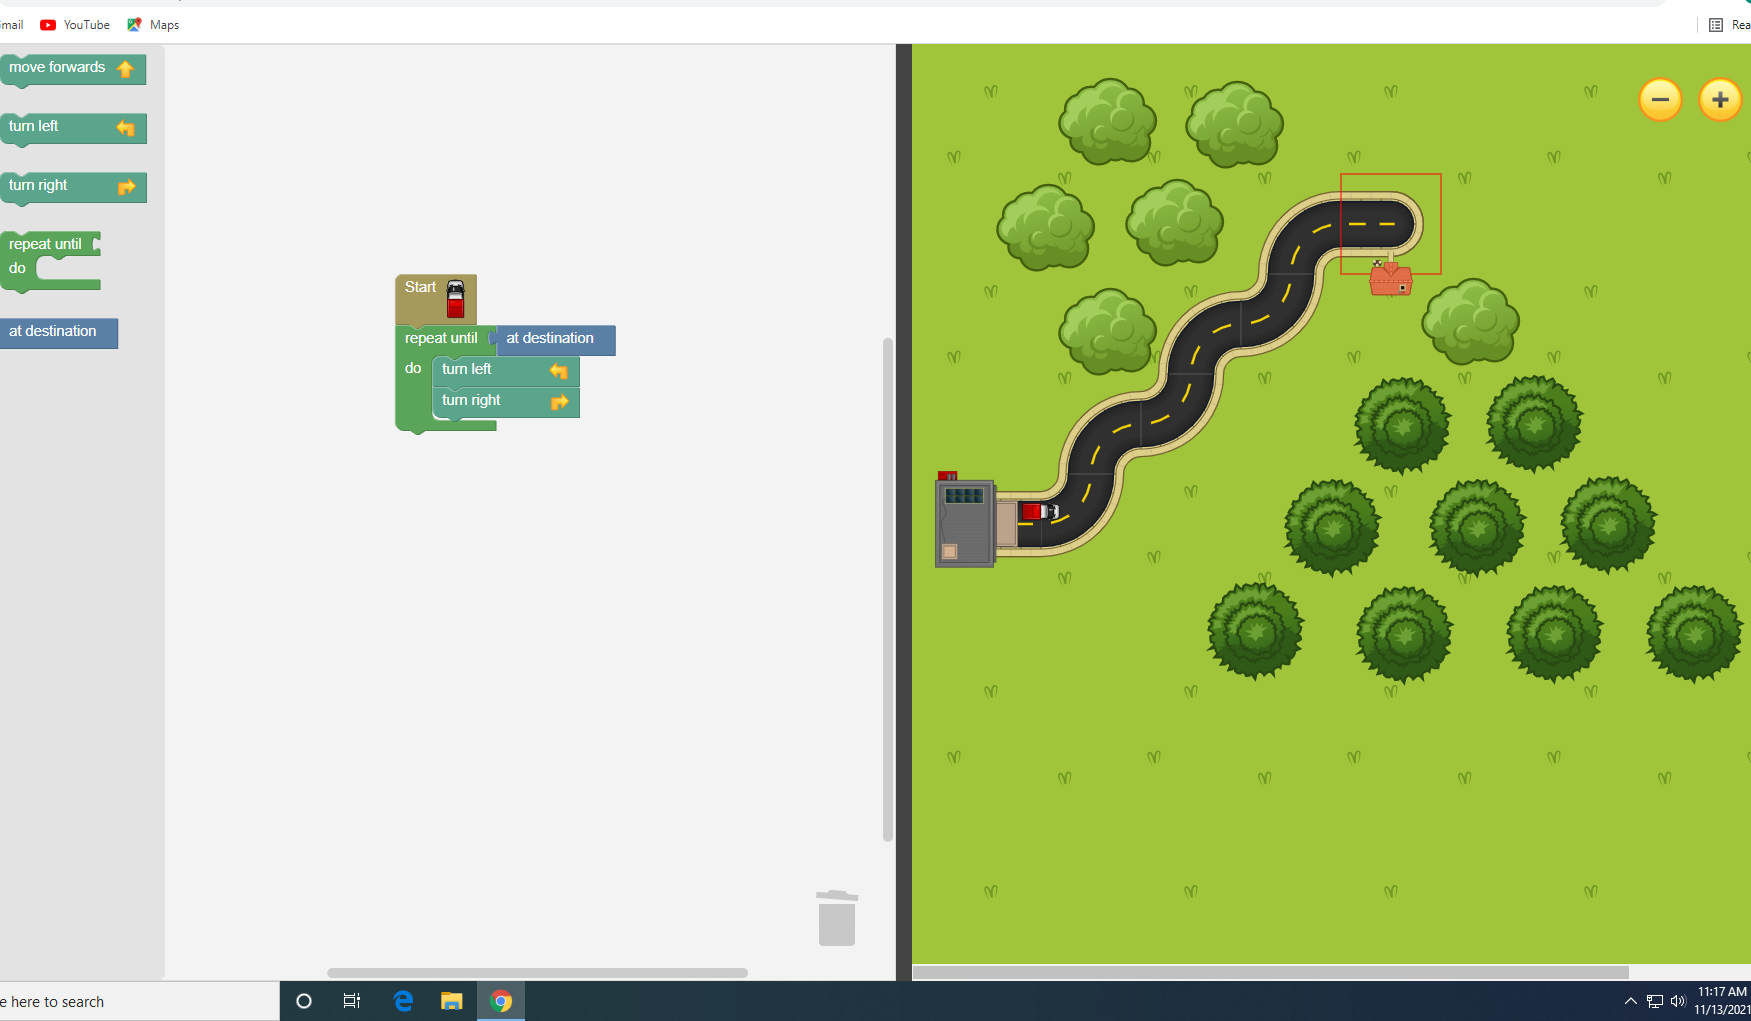 mail YouTube Maps Rea
move forwards
turn left
turn right
repeat until
do
at destination
Start
repeat until at destination
do turn left
turn right
e here to search
11:17 AM
11/13/2021